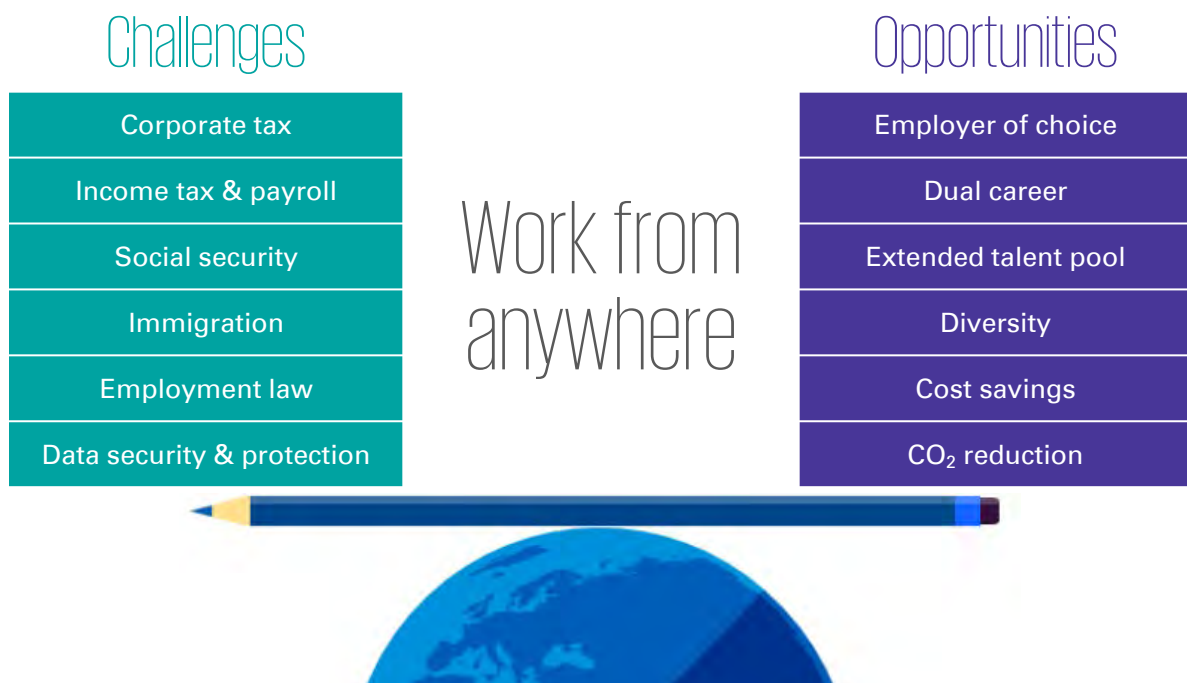 Challenges
Corporate tax
Income tax & payroll
Social security
Immigration
Employment law
Data security & protection
Work from
anywhere
Opportunities
Employer of choice
Dual career
Extended talent pool
Diversity
Cost savings
CO₂ reduction